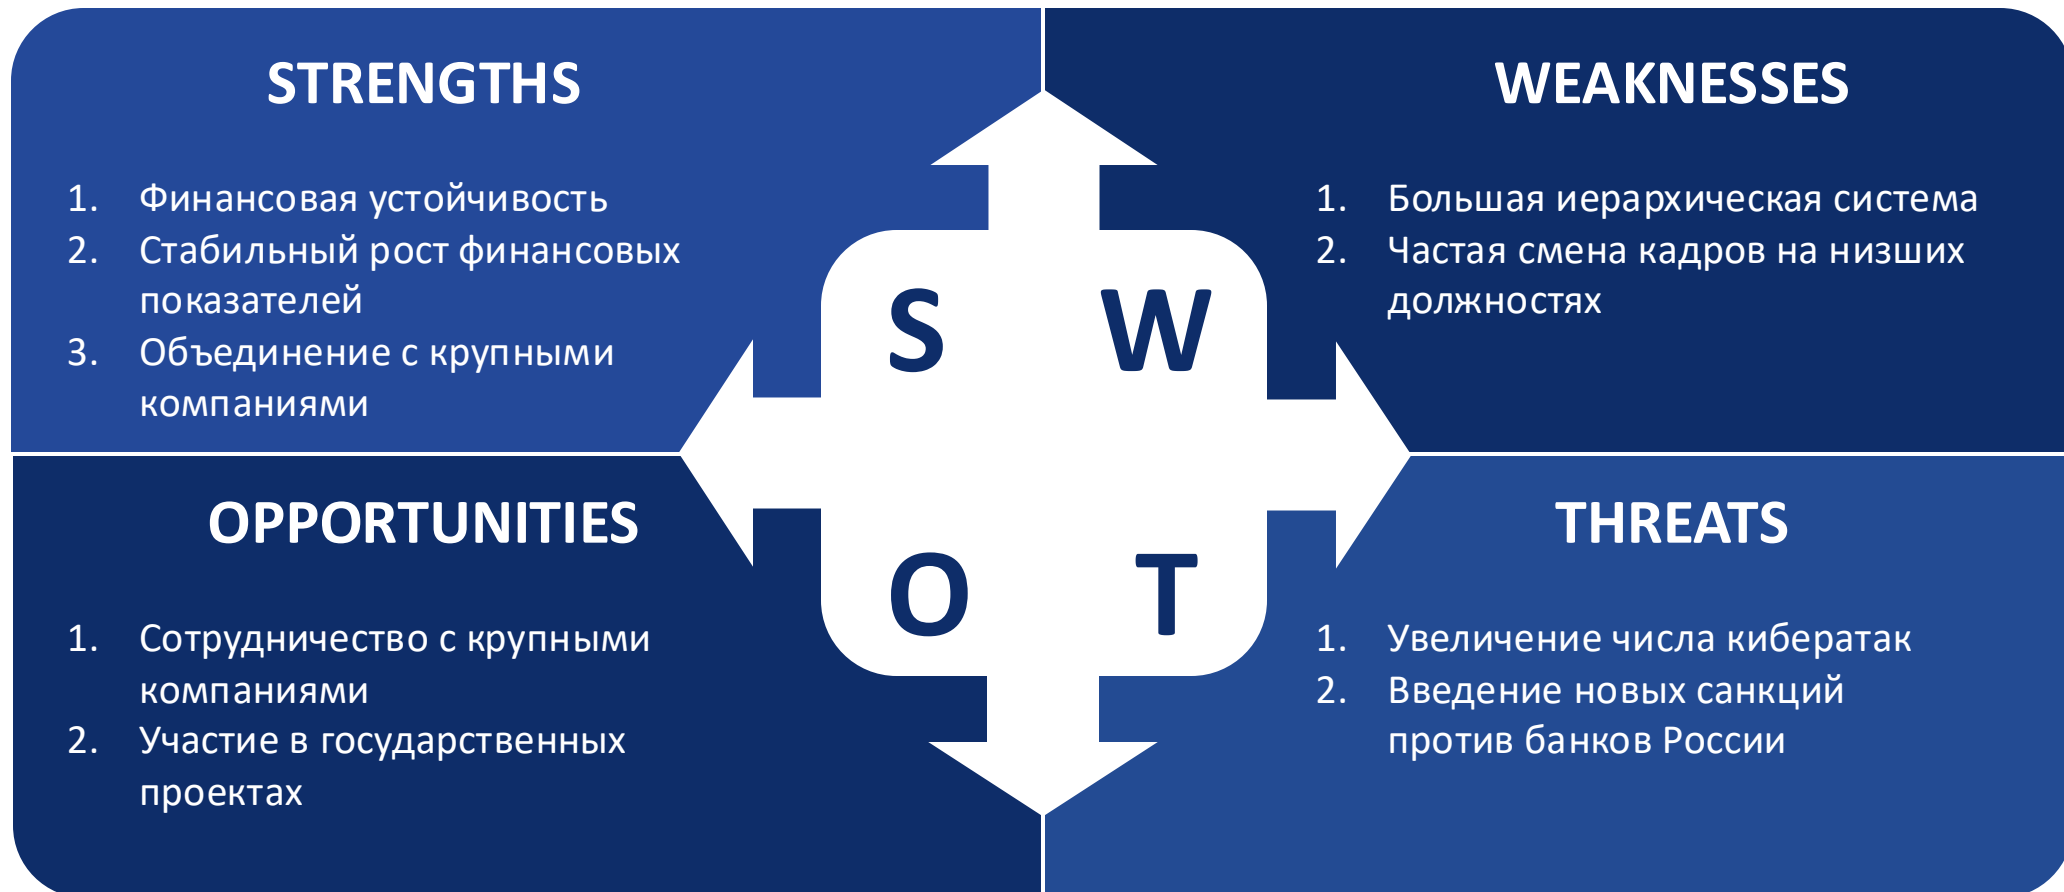 STRENGTHS
1. Финансовая устойчивость
2. Стабильный рост финансовых
показателей
3. Объединение с крупными
компаниями
WEAKNESSES
1. Большая иерархическая система
2. Частая смена кадров на низших
должностях
S W
O T
OPPORTUNITIES
1. Сотрудничество с крупными
компаниями
2. Участие в государственных
проектах
THREATS
1. Увеличение числа кибератак
2. Введение новых санкций
против банков России